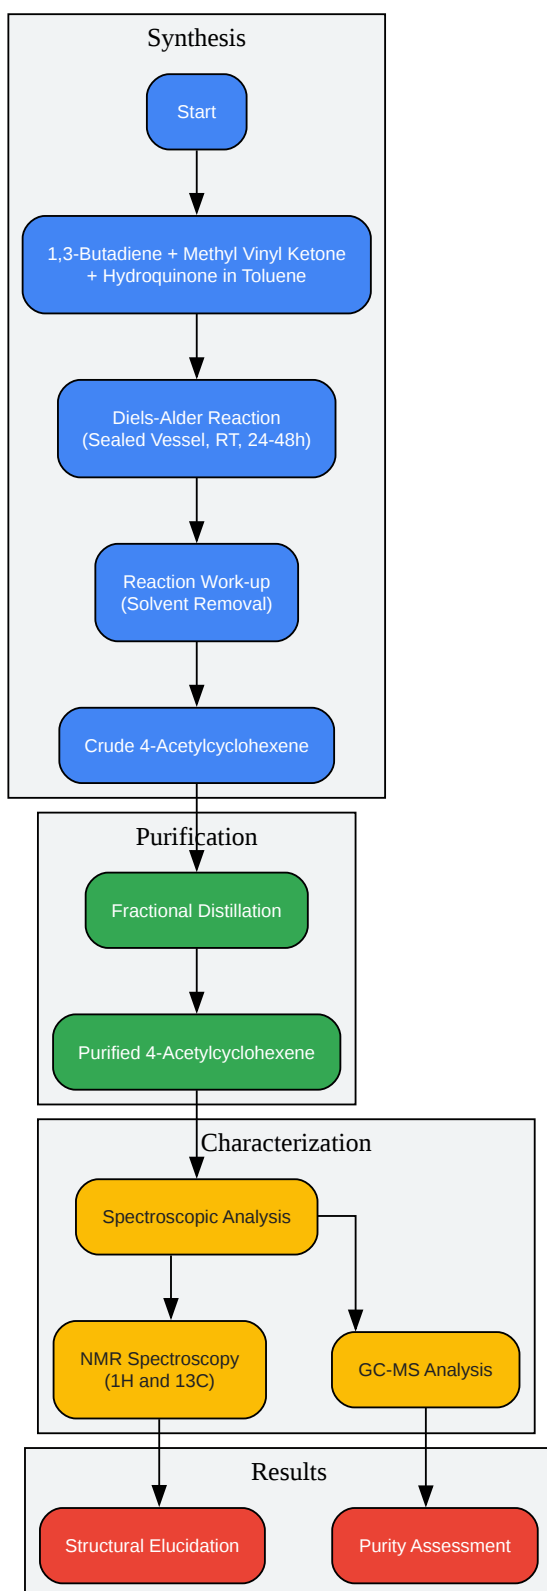 Synthesis
Start
1,3-Butadiene + Methyl Vinyl Ketone
+ Hydroquinone in Toluene
Diels-Alder Reaction
(Sealed Vessel, RT, 24-48h)
Reaction Work-up
(Solvent Removal)
Crude 4-Acetylcyclohexene
Purification
Fractional Distillation
Purified 4-Acetylcyclohexene
Characterization
Spectroscopic Analysis
NMR Spectroscopy
(1H and 13C)
GC-MS Analysis
Results
Structural Elucidation
Purity Assessment